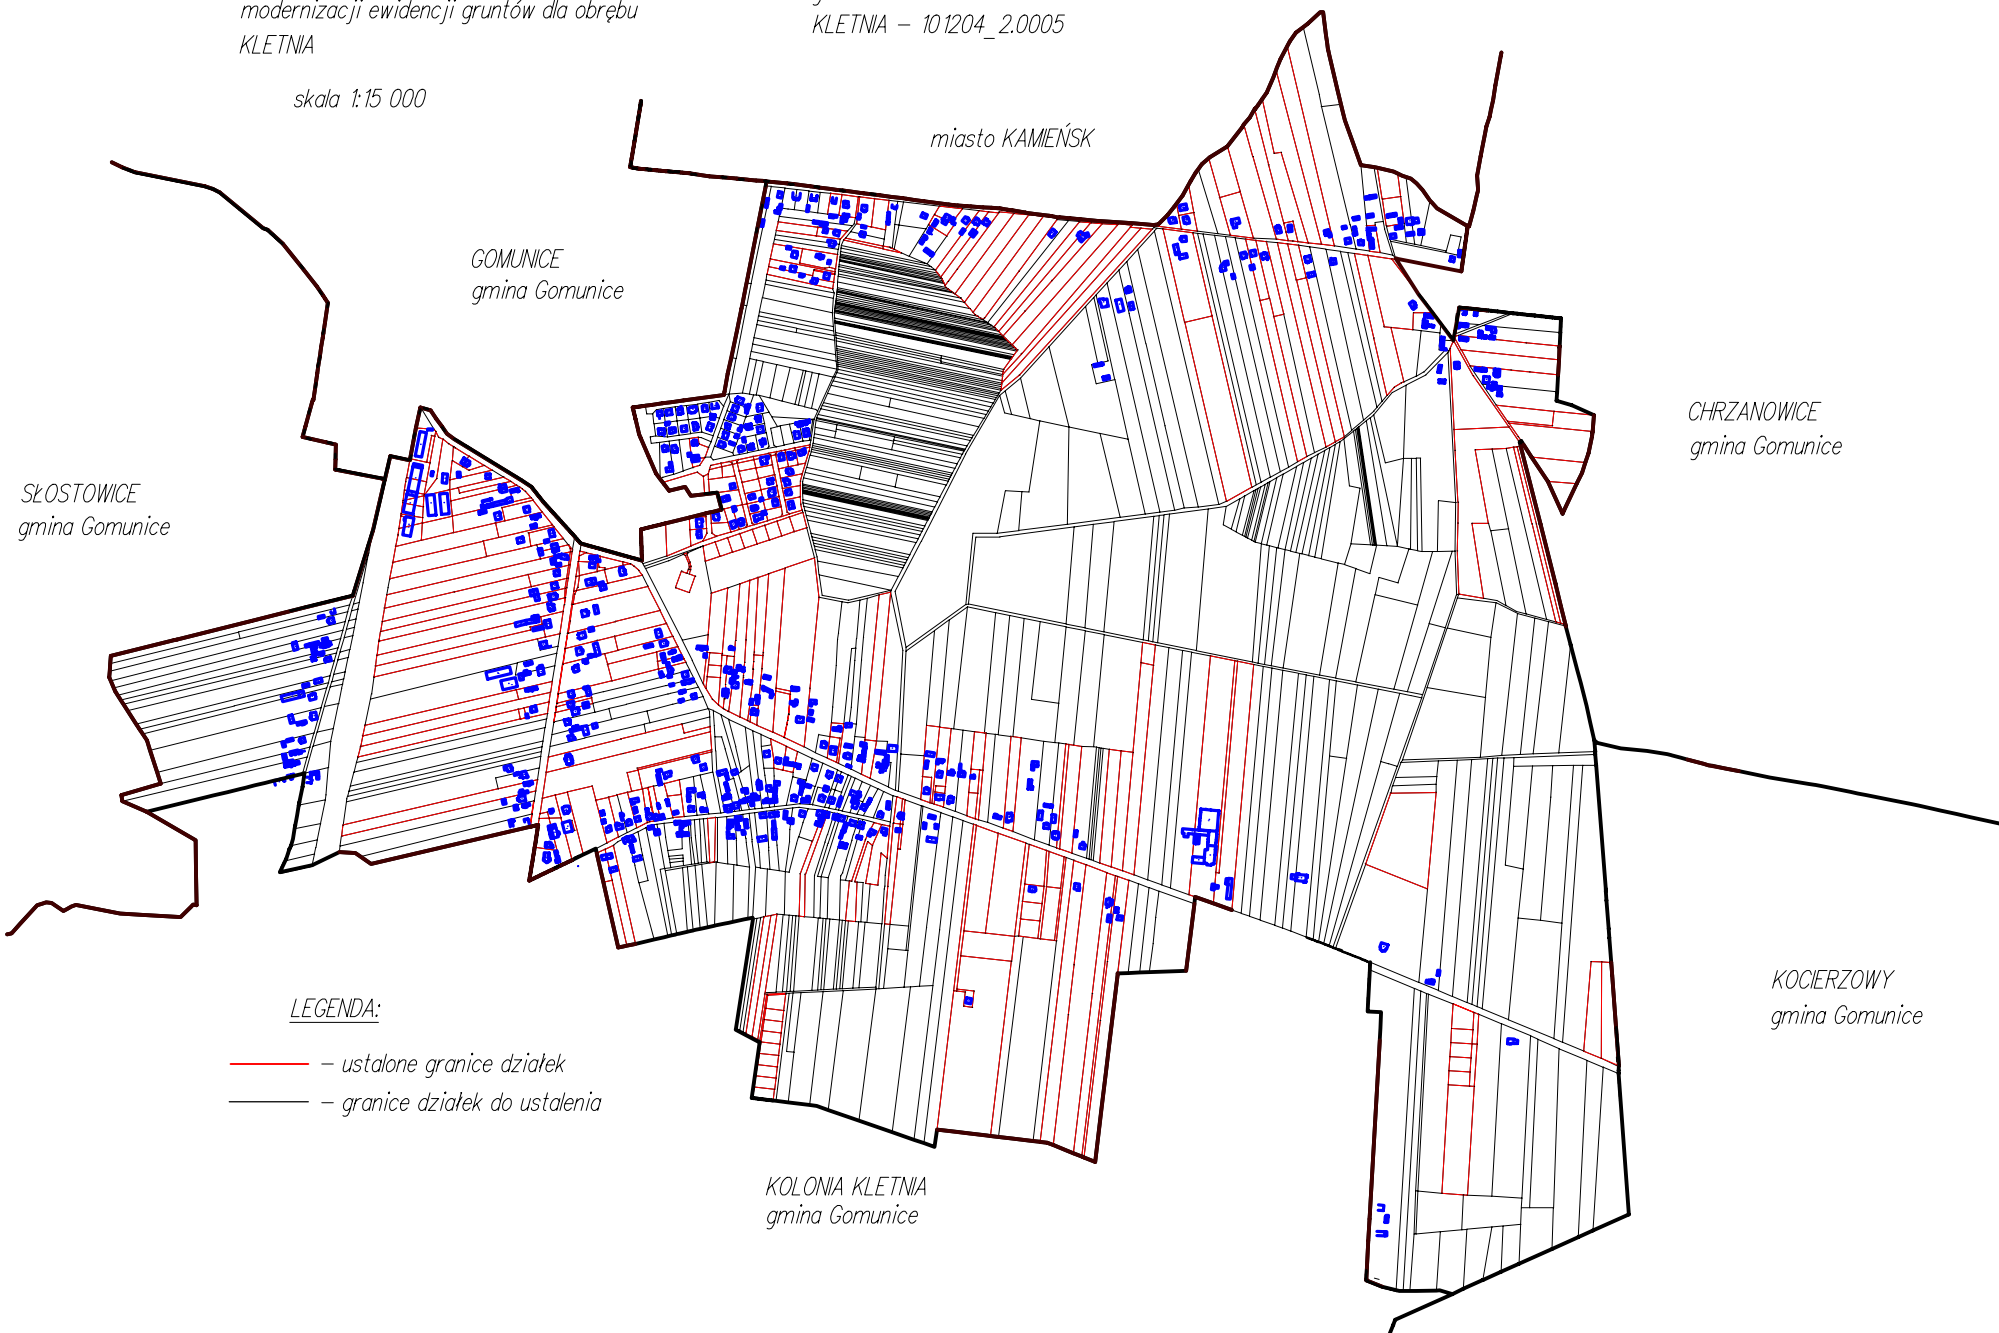 modernizacji ewidencji gruntów dla obrębu
KLETNIA
skala 1:15 000
KLETNIA – 101204_2.0005
miasto KAMIEŃSK
GOMUNICE
gmina Gomunice
CHRZANOWICE
gmina Gomunice
SŁOSTOWICE
gmina Gomunice
KOCIERZOWY
gmina Gomunice
LEGENDA:
– ustalone granice działek
– granice działek do ustalenia
KOLONIA KLETNIA
gmina Gomunice